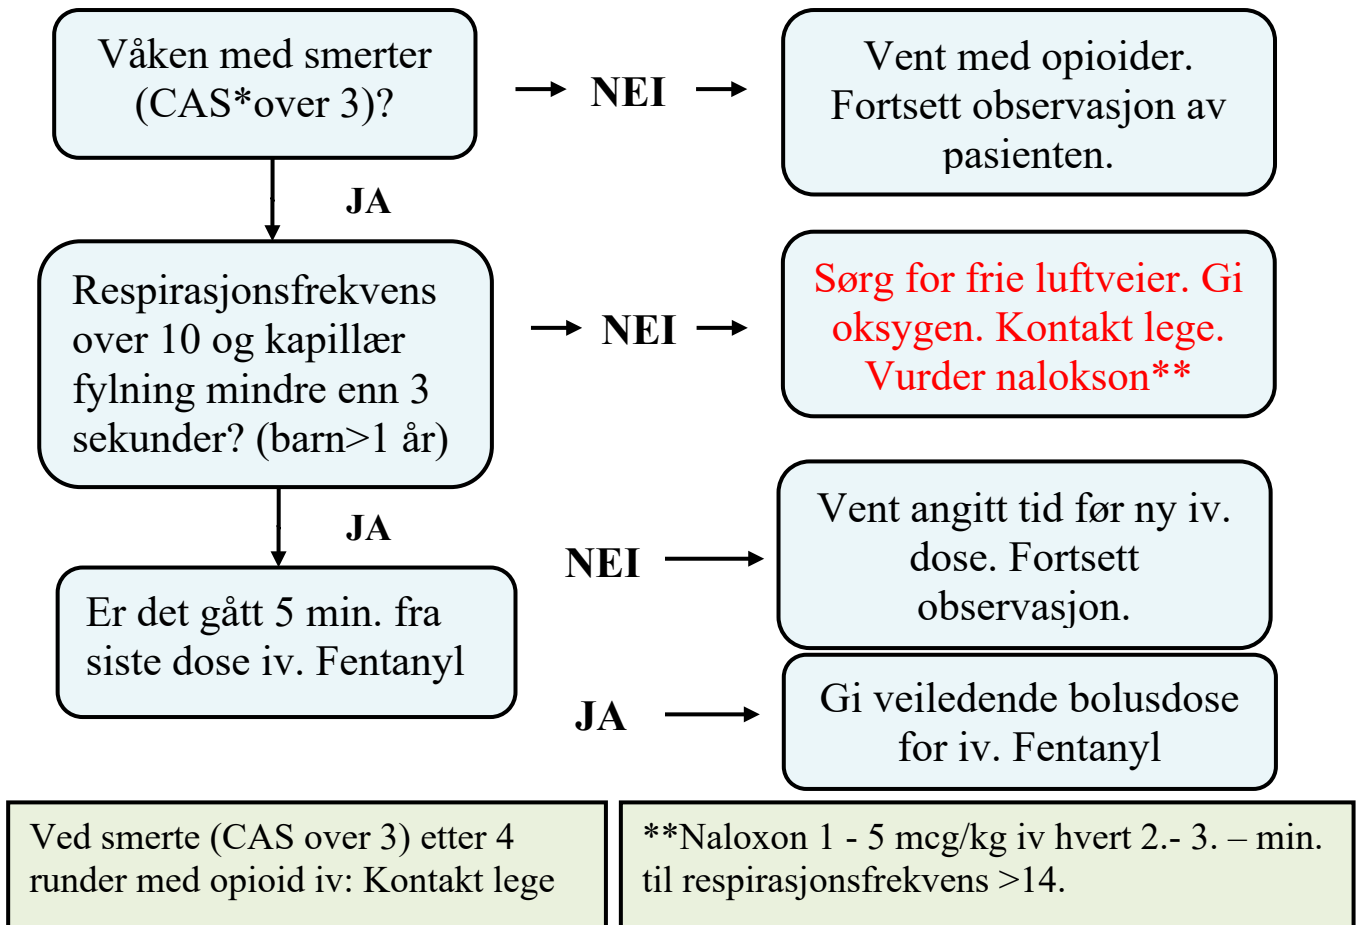 Våken med smerter
(CAS*over 3)?
NEI
Vent med opioider.
Fortsett observasjon av
pasienten.
JA
Respirasjonsfrekvens
over 10 og kapillær
fylning mindre enn 3
sekunder? (barn>1 år)
NEI
Sørg for frie luftveier. Gi
oksygen. Kontakt lege.
Vurder nalokson**
JA
Er det gått 5 min. fra
siste dose iv. Fentanyl
NEI
Vent angitt tid før ny iv.
dose. Fortsett
observasjon.
JA
Gi veiledende bolusdose
for iv. Fentanyl
Ved smerte (CAS over 3) etter 4
runder med opioid iv: Kontakt lege
**Naloxon 1 - 5 mcg/kg iv hvert 2.- 3. – min.
til respirasjonsfrekvens >14.